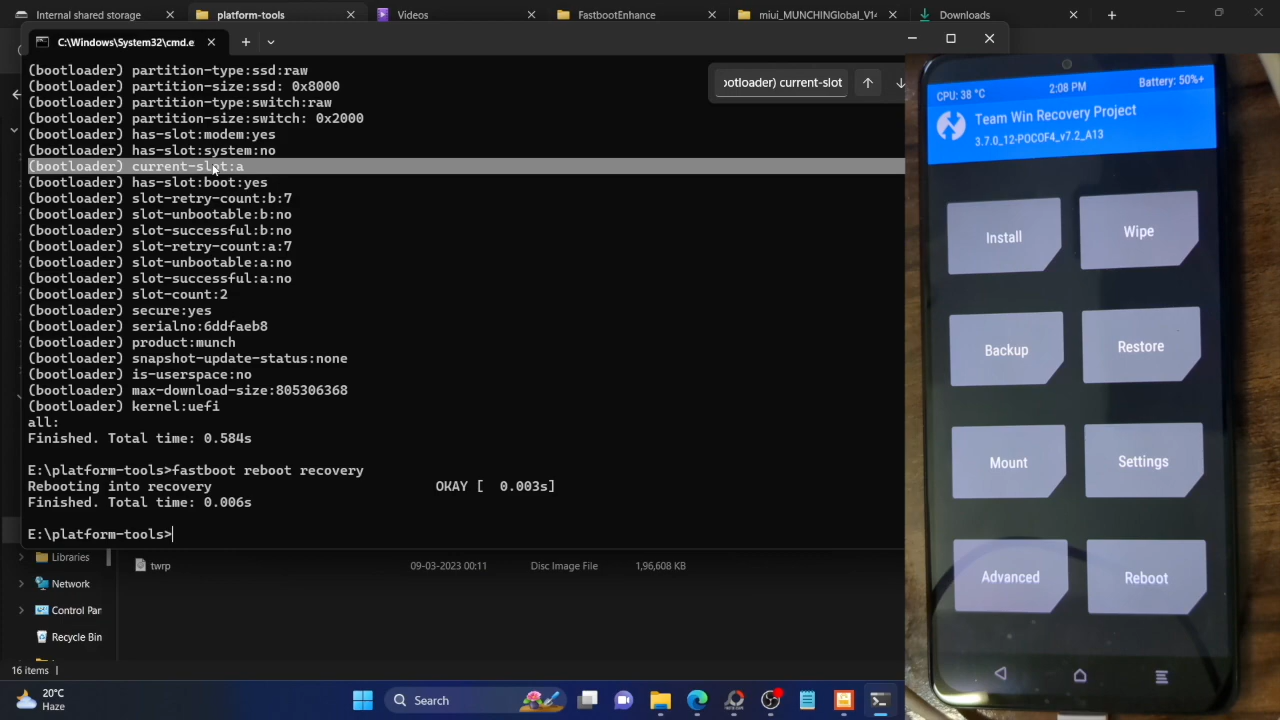 Internal shared storage
platform-tools
Videos
FastbootEnhance
miui_MUNCHINGlobal_V14
Downloads
C:\Windows\System32\cmd.e
(bootloader) partition-type:ssd:raw
(bootloader) partition-size:ssd: 0x8000
(bootloader) partition-type:switch:raw
(bootloader) partition-size:switch: 0x2000
(bootloader) has-slot:modem:yes
(bootloader) has-slot:system:no
(bootloader) current-slot:a
(bootloader) has-slot:boot:yes
(bootloader) slot-retry-count:b:7
(bootloader) slot-unbootable:b:no
(bootloader) slot-successful:b:no
(bootloader) slot-retry-count:a:7
(bootloader) slot-unbootable:a:no
(bootloader) slot-successful:a:no
(bootloader) slot-count:2
(bootloader) secure:yes
(bootloader) serialno:6ddfaeb8
(bootloader) product:munch
(bootloader) snapshot-update-status:none
(bootloader) is-userspace:no
(bootloader) max-download-size:805306368
(bootloader) kernel:uefi
all:
Finished. Total time: 0.584s
E:\platform-tools>fastboot reboot recovery
Rebooting into recovery OKAY [ 0.003s]
Finished. Total time: 0.006s
E:\platform-tools>
otloader) current-slot
Libraries
Network
Control Par
Recycle Bin
twrp 09-03-2023 00:11 Disc Image File 1,96,608 KB
16 items
20°C
Haze
Search
CPU: 38 °C 2:08 PM Battery: 50%+
Team Win Recovery Project
3.7.0_12-POCOF4_v7.2_A13
Install Wipe
Backup Restore
Mount Settings
Advanced Reboot